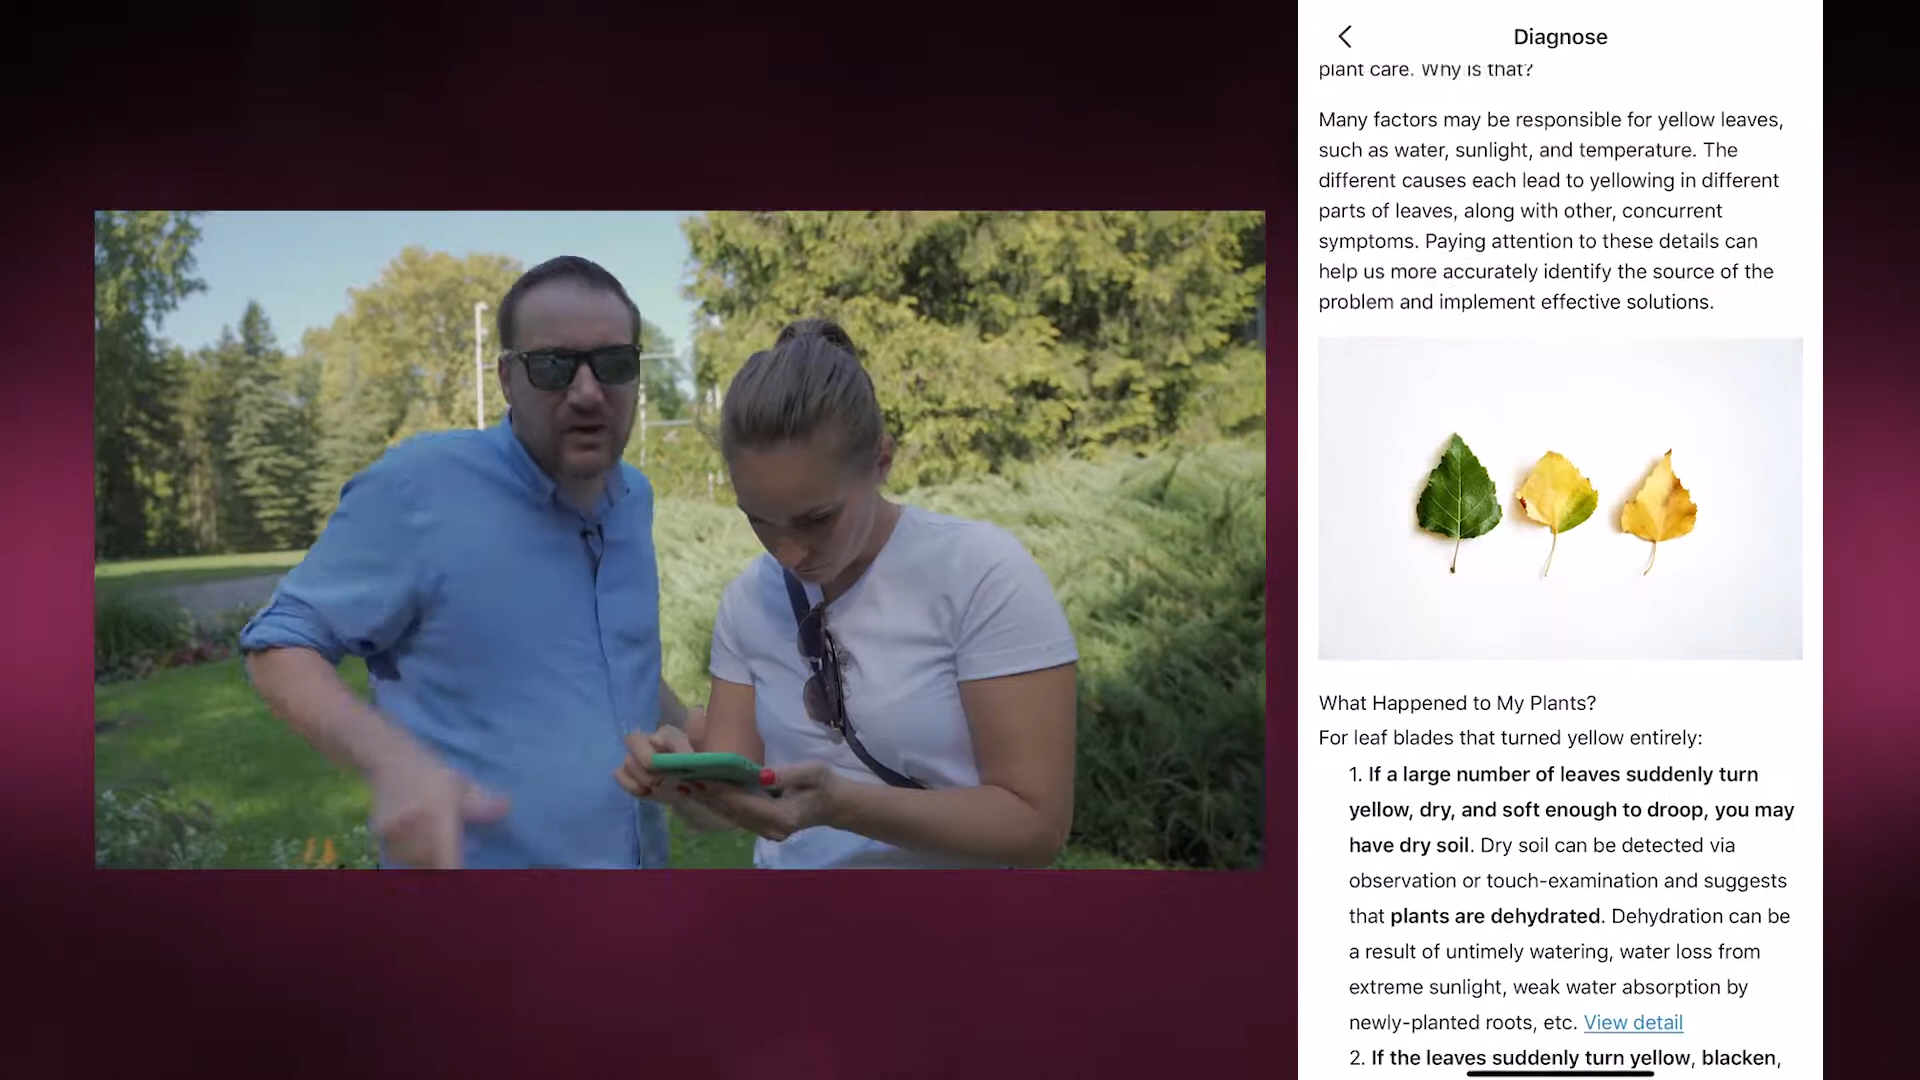 Diagnose
plant care. Why is that?
Many factors may be responsible for yellow leaves,
such as water, sunlight, and temperature. The
different causes each lead to yellowing in different
parts of leaves, along with other, concurrent
symptoms. Paying attention to these details can
help us more accurately identify the source of the
problem and implement effective solutions.
What Happened to My Plants?
For leaf blades that turned yellow entirely:
1. If a large number of leaves suddenly turn
yellow, dry, and soft enough to droop, you may
have dry soil. Dry soil can be detected via
observation or touch-examination and suggests
that plants are dehydrated. Dehydration can be
a result of untimely watering, water loss from
extreme sunlight, weak water absorption by
newly-planted roots, etc. View detail
2. If the leaves suddenly turn yellow, blacken,